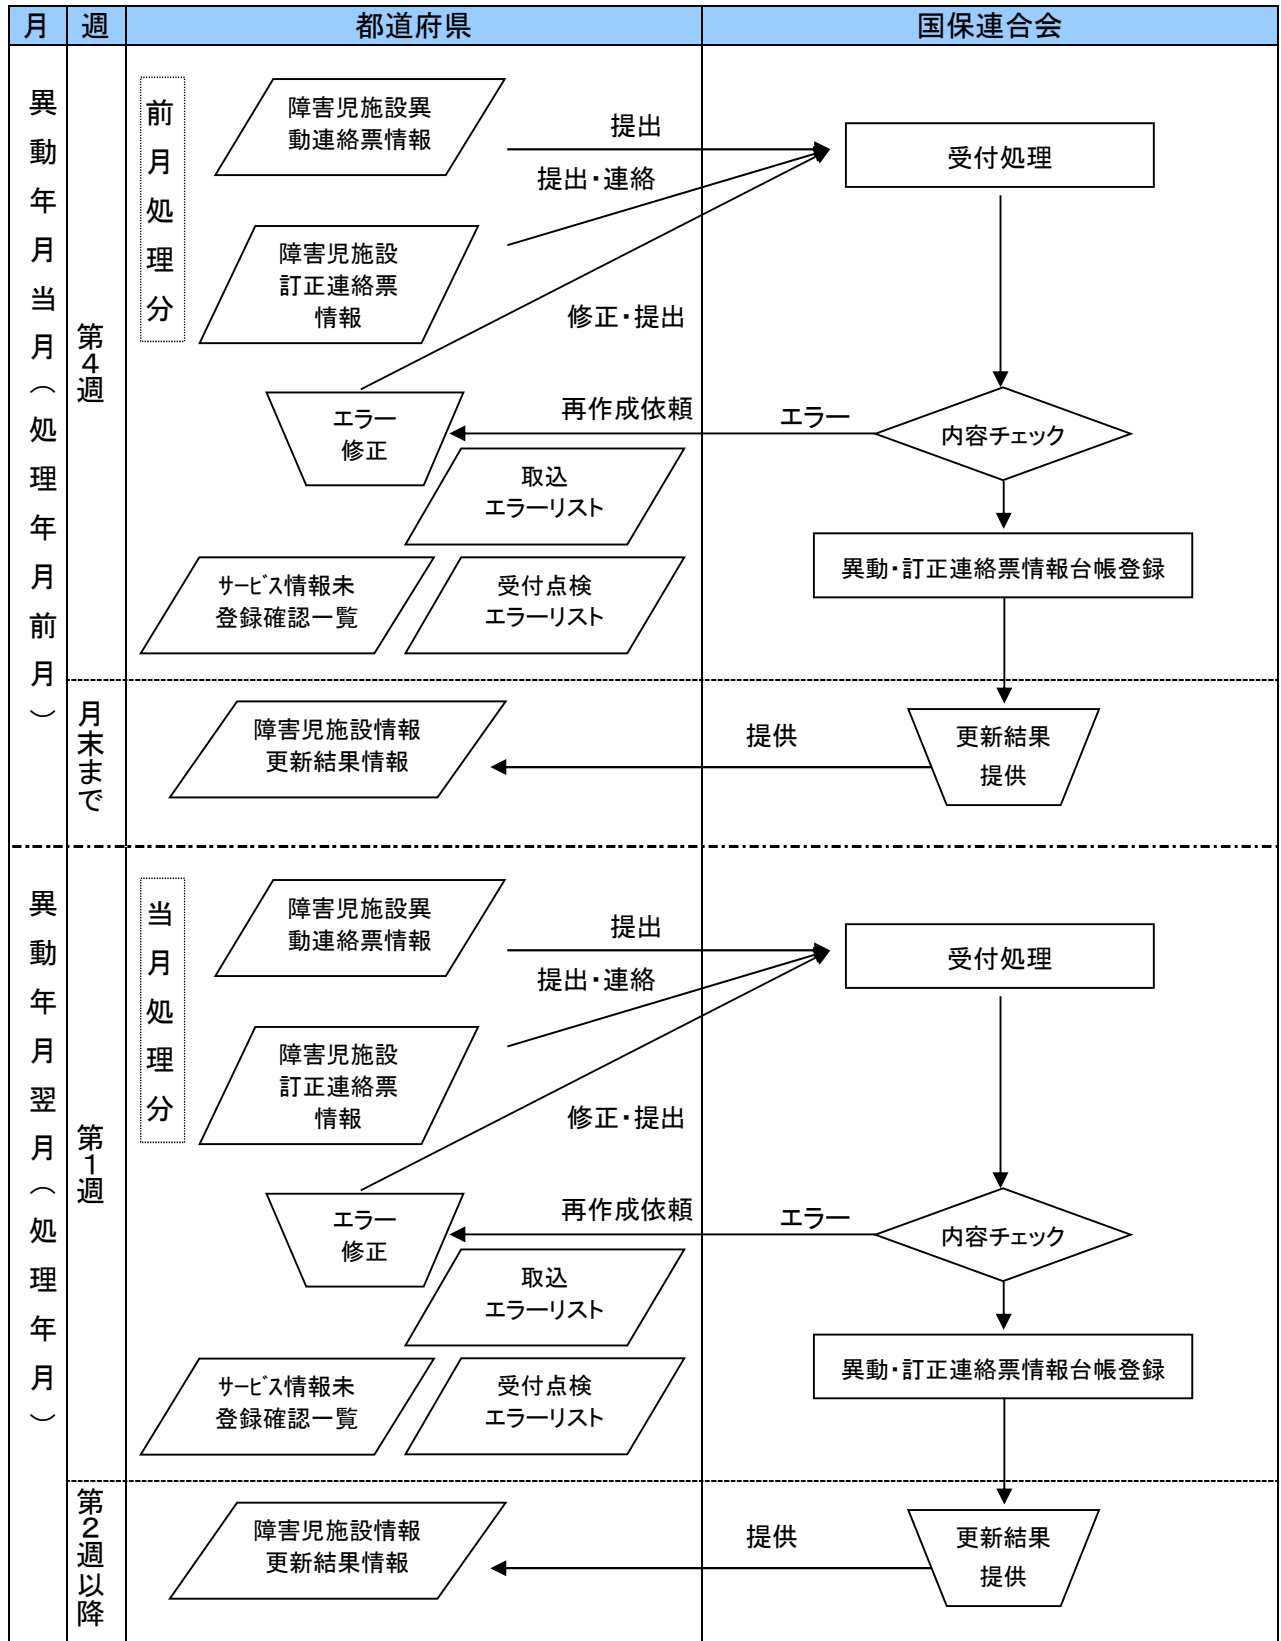 月
週
都道府県
国保連合会
異動年月当月（処理年月前月）
第４週
前月処理分
障害児施設異
動連絡票情報
提出
受付処理
提出・連絡
障害児施設
訂正連絡票
情報
修正・提出
エラー
修正
再作成依頼
エラー
内容チェック
取込
エラーリスト
異動・訂正連絡票情報台帳登録
ｻｰﾋﾞｽ情報未
登録確認一覧
受付点検
エラーリスト
月末まで
障害児施設情報
更新結果情報
提供
更新結果
提供
異動年月翌月（処理年月）
第１週
当月処理分
障害児施設異
動連絡票情報
提出
受付処理
提出・連絡
障害児施設
訂正連絡票
情報
修正・提出
エラー
修正
再作成依頼
エラー
内容チェック
取込
エラーリスト
異動・訂正連絡票情報台帳登録
ｻｰﾋﾞｽ情報未
登録確認一覧
受付点検
エラーリスト
第２週以降
障害児施設情報
更新結果情報
提供
更新結果
提供